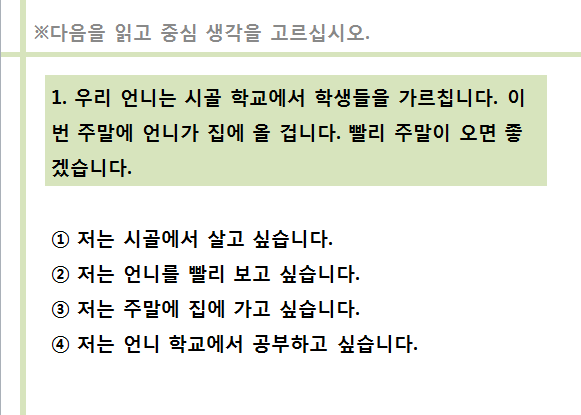 ※다음을 읽고 중심 생각을 고르십시오.
1. 우리 언니는 시골 학교에서 학생들을 가르칩니다. 이
번 주말에 언니가 집에 올 겁니다. 빨리 주말이 오면 좋
겠습니다.
① 저는 시골에서 살고 싶습니다.
② 저는 언니를 빨리 보고 싶습니다.
③ 저는 주말에 집에 가고 싶습니다.
④ 저는 언니 학교에서 공부하고 싶습니다.